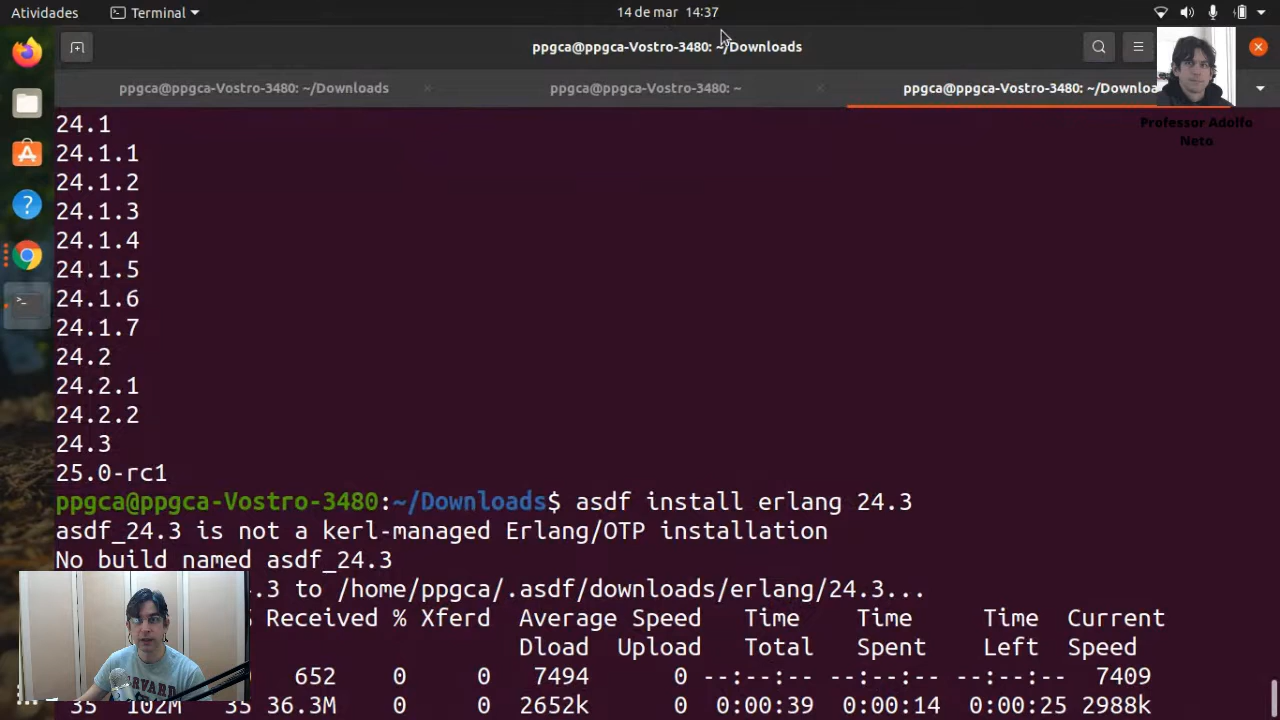 Atividades
Terminal
14 de mar 14:37
ppgca@ppgca-Vostro-3480: ~/Downloads
ppgca@ppgca-Vostro-3480: ~/Downloads
ppgca@ppgca-Vostro-3480: ~
ppgca@ppgca-Vostro-3480: ~/Downloa
Professor Adolfo
Neto
24.1
24.1.1
24.1.2
24.1.3
24.1.4
24.1.5
24.1.6
24.1.7
24.2
24.2.1
24.2.2
24.3
25.0-rc1
ppgca@ppgca-Vostro-3480:~/Downloads$ asdf install erlang 24.3
asdf_24.3 is not a kerl-managed Erlang/OTP installation
No build named asdf_24.3
.3 to /home/ppgca/.asdf/downloads/erlang/24.3...
Received % Xferd Average Speed Time Time Time Current
Dload Upload Total Spent Left Speed
652 0 0 7494 0 --:--:-- --:--:-- --:--:-- 7409
35 102M 35 36.3M 0 0 2652k 0 0:00:39 0:00:14 0:00:25 2988k
HARVARD